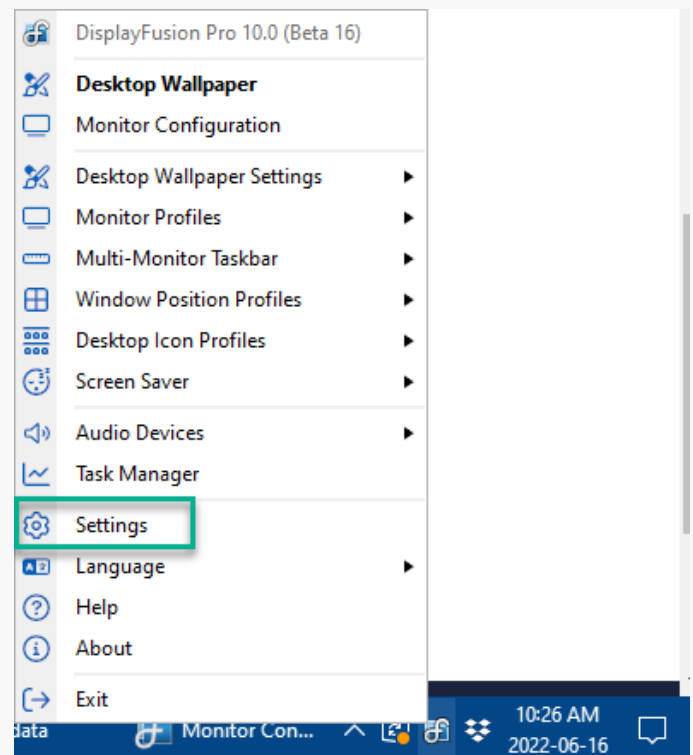 DisplayFusion Pro 10.0 (Beta 16)
Desktop Wallpaper
Monitor Configuration
Desktop Wallpaper Settings
Monitor Profiles
Multi-Monitor Taskbar
Window Position Profiles
Desktop Icon Profiles
Screen Saver
Audio Devices
Task Manager
Settings
Language
Help
About
Exit
data
Monitor Con...
10:26 AM
2022-06-16